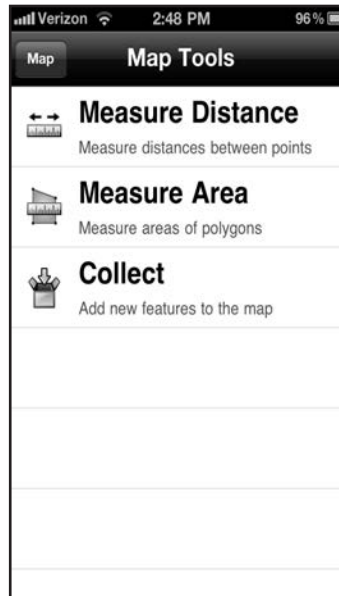 Verizon 2:48 PM 96%
Map Map Tools
Measure Distance
Measure distances between points
Measure Area
Measure areas of polygons
Collect
Add new features to the map